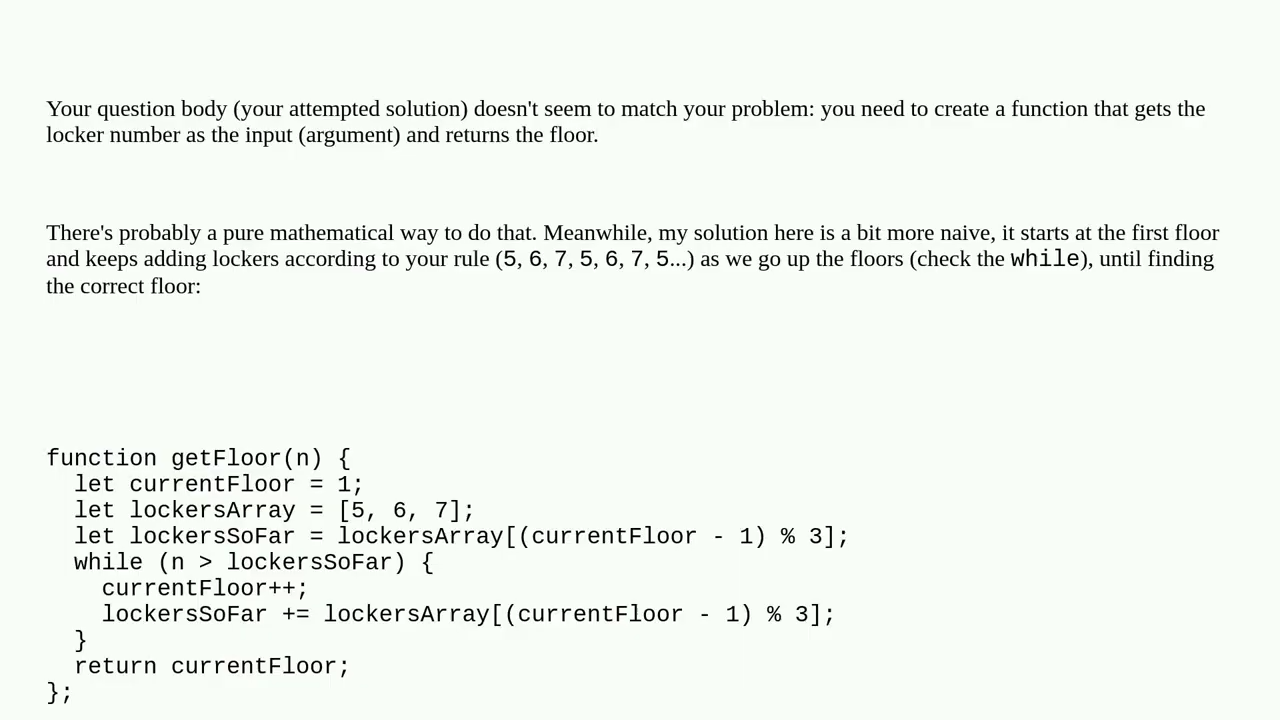 Your question body (your attempted solution) doesn't seem to match your problem: you need to create a function that gets the
locker number as the input (argument) and returns the floor.
There's probably a pure mathematical way to do that. Meanwhile, my solution here is a bit more naive, it starts at the first floor
and keeps adding lockers according to your rule (5, 6, 7, 5, 6, 7, 5...) as we go up the floors (check the while), until finding
the correct floor:
function getFloor(n) {
  let currentFloor = 1;
  let lockersArray = [5, 6, 7];
  let lockersSoFar = lockersArray[(currentFloor - 1) % 3];
  while (n > lockersSoFar) {
    currentFloor++;
    lockersSoFar += lockersArray[(currentFloor - 1) % 3];
  }
  return currentFloor;
};